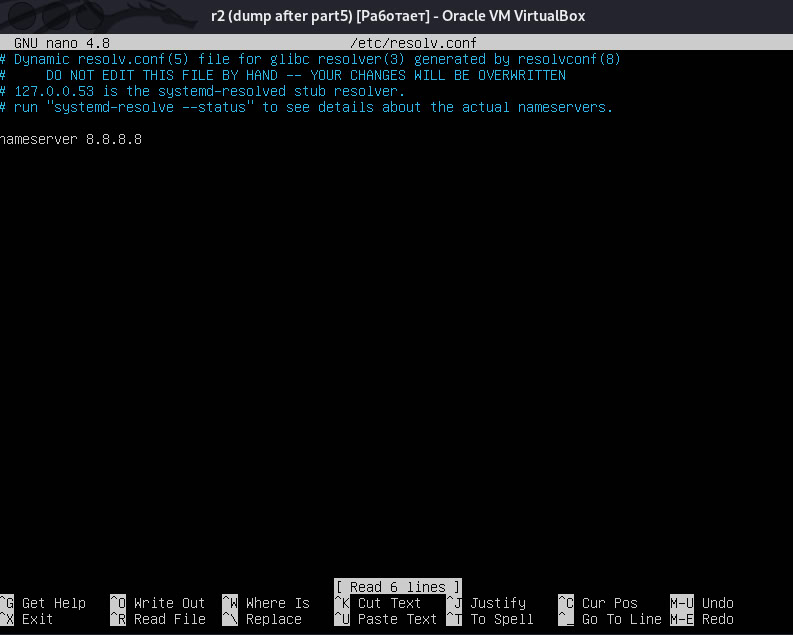 r2 (dump after part5) [Работает] - Oracle VM VirtualBox
GNU nano 4.8 /etc/resolv.conf
# Dynamic resolv.conf(5) file for glibc resolver(3) generated by resolvconf(8)
# DO NOT EDIT THIS FILE BY HAND -- YOUR CHANGES WILL BE OVERWRITTEN
# 127.0.0.53 is the systemd-resolved stub resolver.
# run "systemd-resolve --status" to see details about the actual nameservers.
nameserver 8.8.8.8
[ Read 6 lines ]
^G Get Help ^O Write Out ^W Where Is ^K Cut Text ^J Justify ^C Cur Pos M-U Undo
^X Exit ^R Read File ^\ Replace ^U Paste Text ^T To Spell ^_ Go To Line M-E Redo